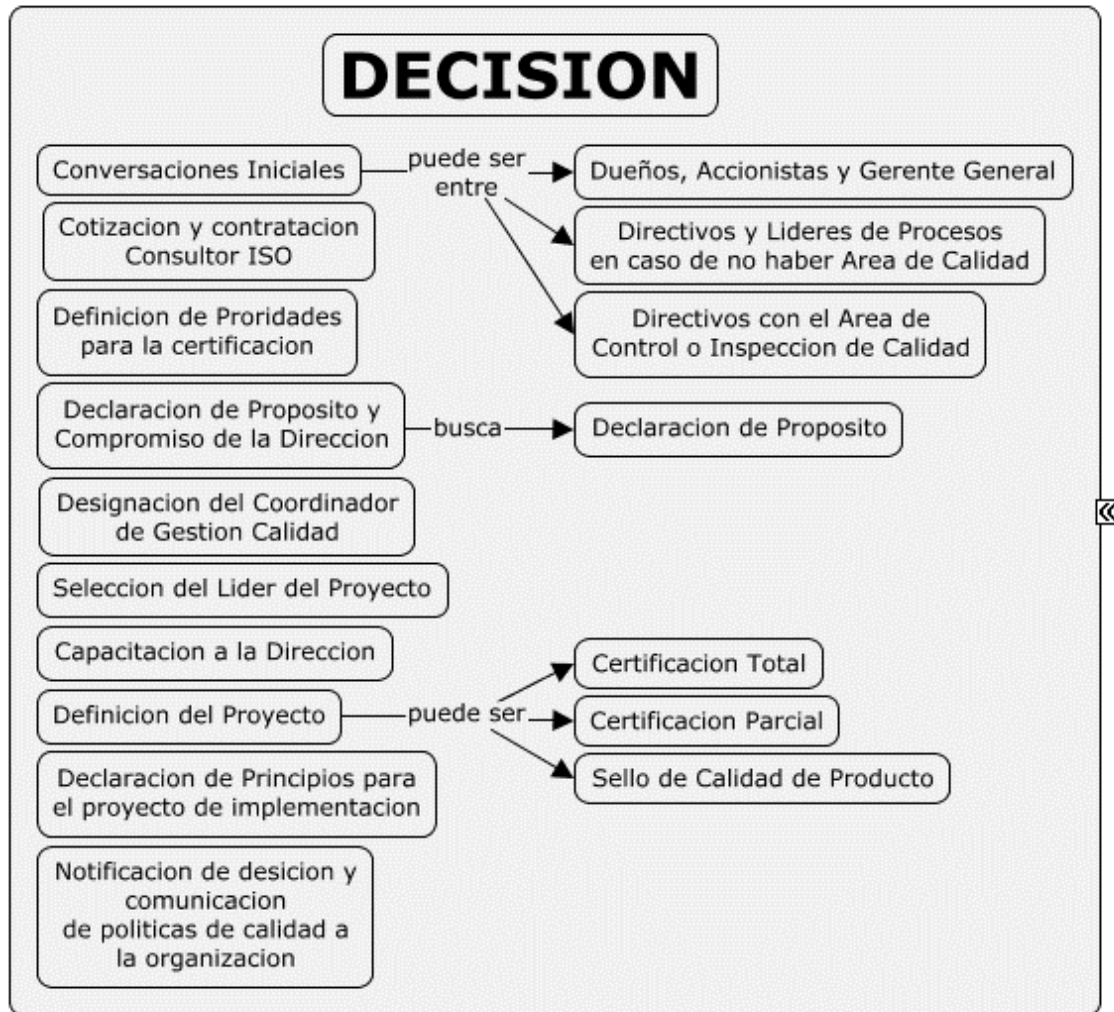 DECISION
Conversaciones Iniciales
puede ser
entre
Dueños, Accionistas y Gerente General
Cotizacion y contratacion
Consultor ISO
Directivos y Lideres de Procesos
en caso de no haber Area de Calidad
Definicion de Proridades
para la certificacion
Directivos con el Area de
Control o Inspeccion de Calidad
Declaracion de Proposito y
Compromiso de la Direccion
busca
Declaracion de Proposito
Designacion del Coordinador
de Gestion Calidad
Seleccion del Lider del Proyecto
Capacitacion a la Direccion
Definicion del Proyecto
puede ser
Certificacion Total
Certificacion Parcial
Sello de Calidad de Producto
Declaracion de Principios para
el proyecto de implementacion
Notificacion de desicion y
comunicacion
de politicas de calidad a
la organizacion